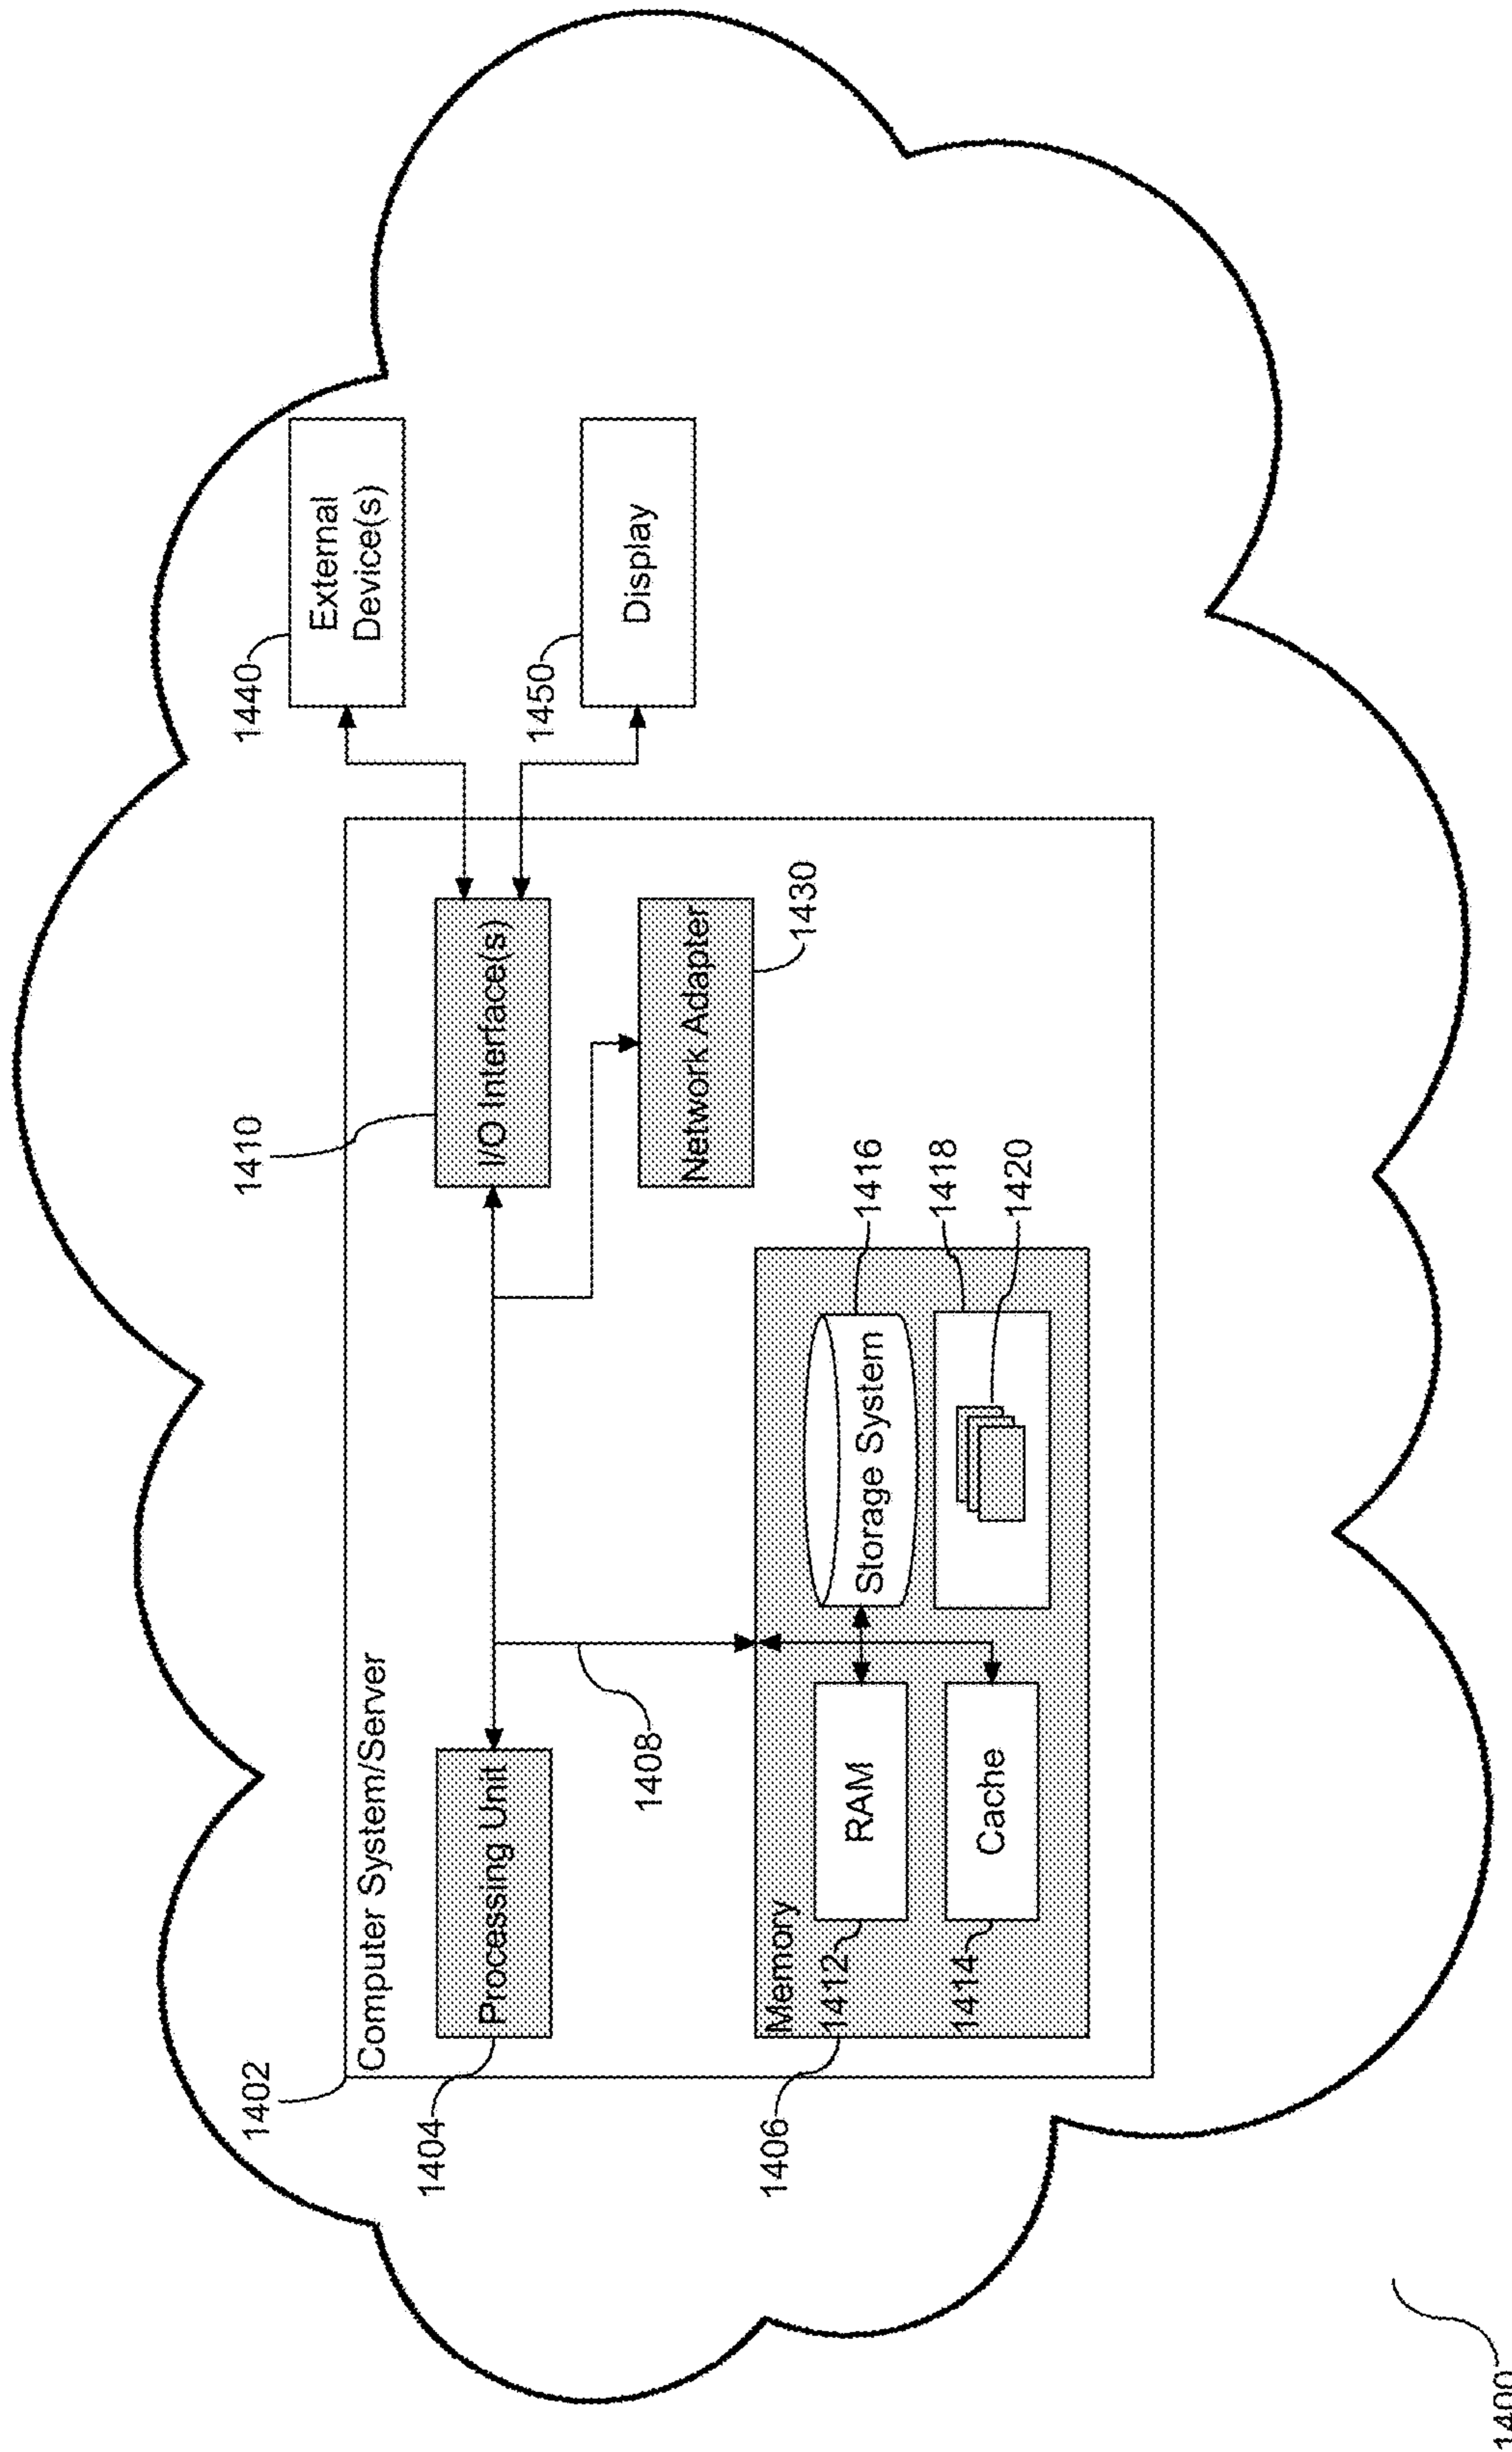 1402
Computer System/Server
1404
Processing Unit
1408
1410
I/O Interface(s)
1440
External
Device(s)
1450
Display
Network Adapter
1430
1406
Memory
1412
RAM
1414
Cache
Storage System
1416
1418
1420
1400